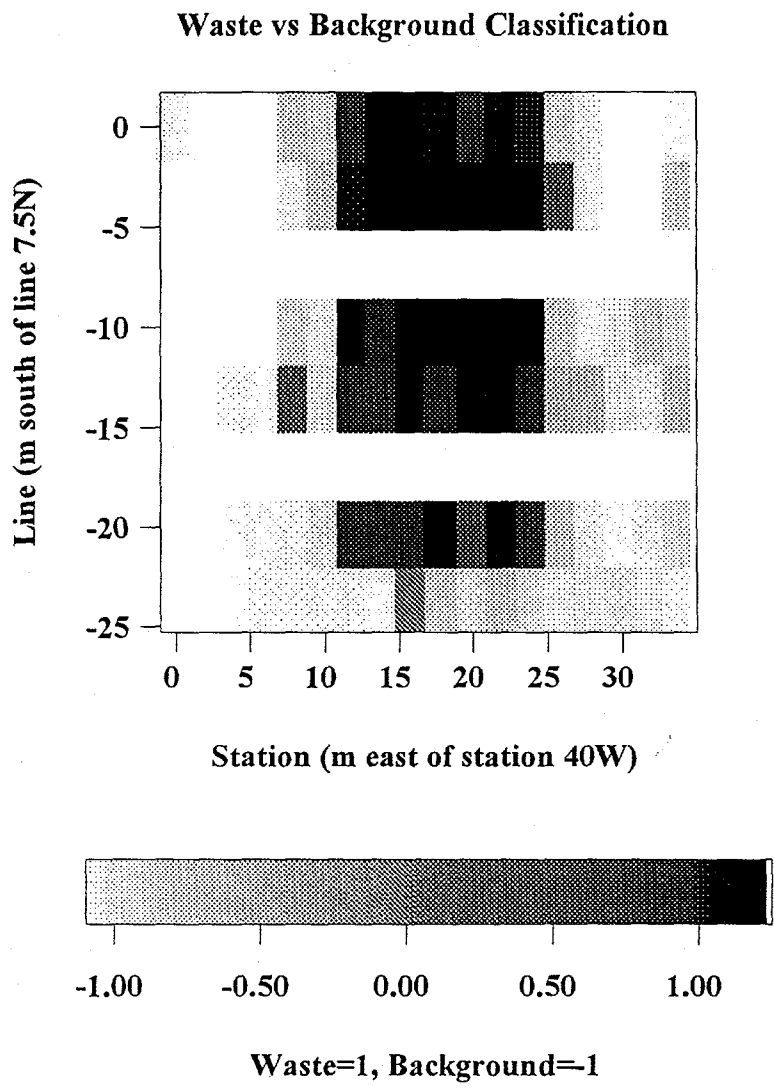 Waste vs Background Classification
Line (m south of line 7.5N)
0
-5
-10
-15
-20
-25
0 5 10 15 20 25 30
Station (m east of station 40W)
-1.00 -0.50 0.00 0.50 1.00
Waste=1, Background=-1